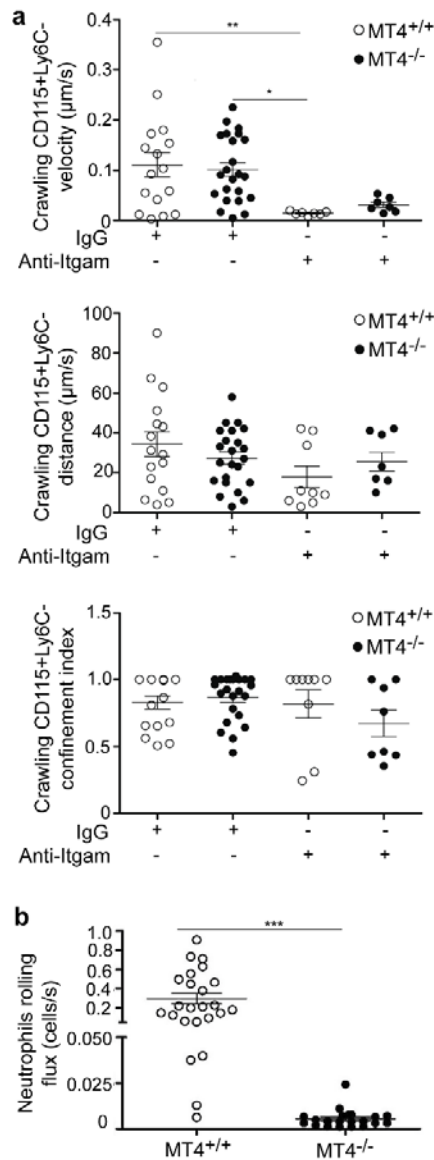 a
**
*
○ MT4+/+
● MT4-/-
Crawling CD115+Ly6C-
velocity (μm/s)
0.4
0.3
0.2
0.1
0
IgG + + - -
Anti-Itgam - - + +
○ MT4+/+
● MT4-/-
Crawling CD115+Ly6C-
distance (μm/s)
100
80
60
40
20
0
IgG + + - -
Anti-Itgam - - + +
○ MT4+/+
● MT4-/-
Crawling CD115+Ly6C-
confinement index
1.5
1.0
0.5
0
IgG + + - -
Anti-Itgam - - + +
b
***
Neutrophils rolling
flux (cells/s)
1.0
0.8
0.6
0.4
0.2
0.050
0.025
0
MT4+/+ MT4-/-